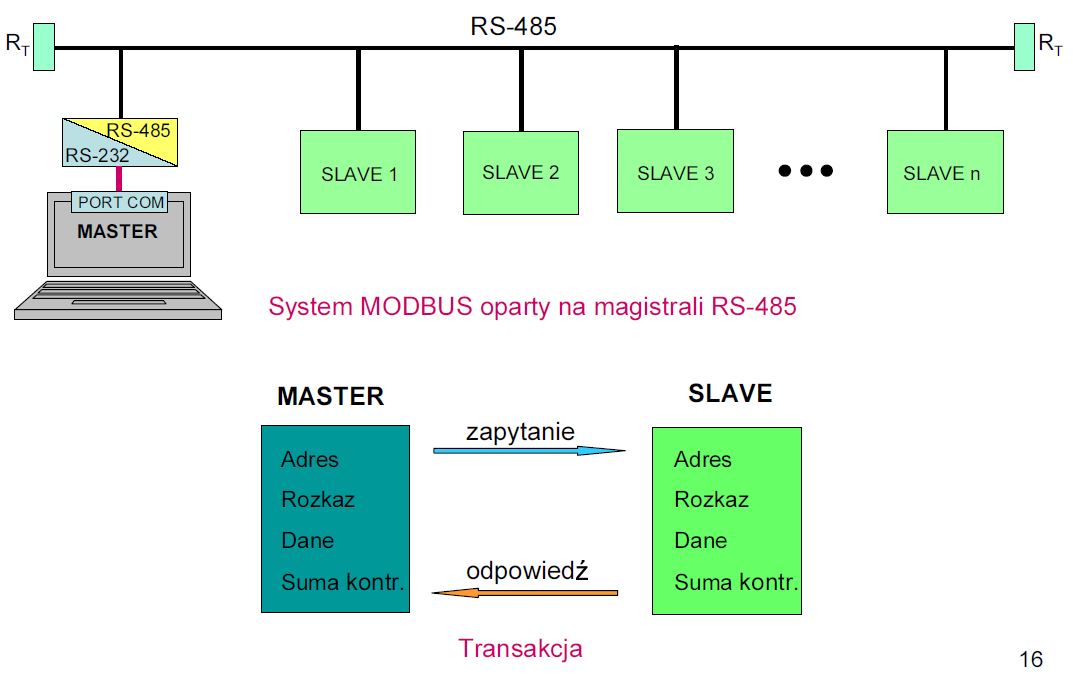 RS-485
R_T
R_T
RS-485
RS-232
PORT COM
MASTER
SLAVE 1
SLAVE 2
SLAVE 3
•••
SLAVE n
System MODBUS oparty na magistrali RS-485
MASTER
SLAVE
zapytanie
Adres
Rozkaz
Dane
Suma kontr.
Adres
Rozkaz
Dane
Suma kontr.
odpowiedź
Transakcja
16